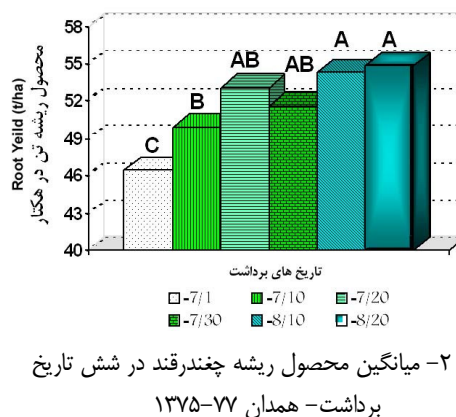 58
55
52
49
46
43
40
Root Yeild (t/ha)
محصول ریشه تن در هکتار
C
B
AB
AB
A
A
تاریخ های برداشت
-7/1
-7/10
-7/20
-7/30
-8/10
-8/20
۲- میانگین محصول ریشه چغندرقند در شش تاریخ
برداشت- همدان ۷۷-۱۳۷۵